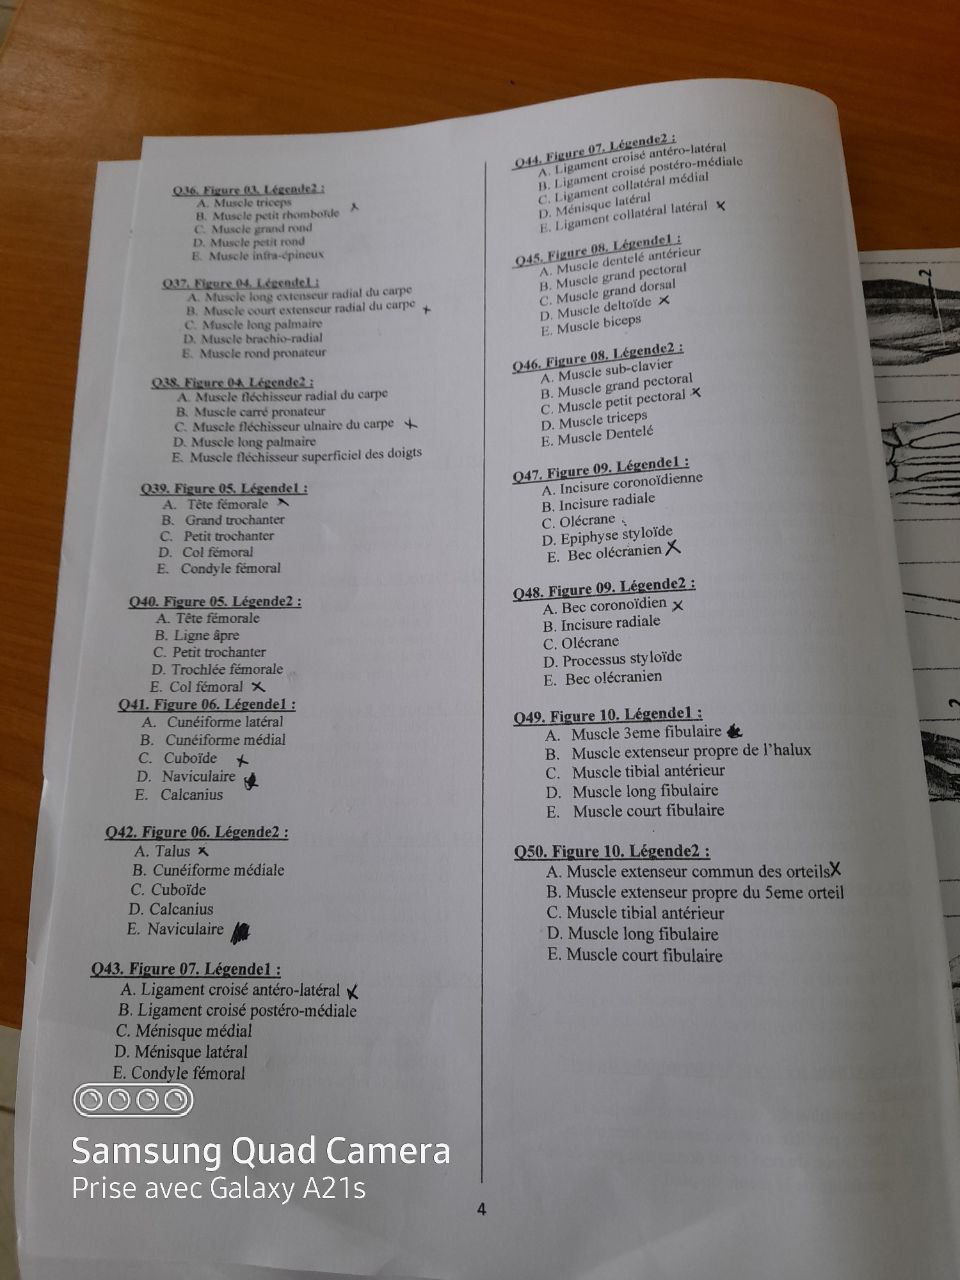 Q36. Figure 03. Légende2 :
A. Muscle triceps
B. Muscle petit rhomboïde
C. Muscle grand rond
D. Muscle petit rond
E. Muscle infra-épineux
Q37. Figure 04. Légende1 :
A. Muscle long extenseur radial du carpe
B. Muscle court extenseur radial du carpe
C. Muscle long palmaire
D. Muscle brachio-radial
E. Muscle rond pronateur
Q38. Figure 04. Légende2 :
A. Muscle fléchisseur radial du carpe
B. Muscle carré pronateur
C. Muscle fléchisseur ulnaire du carpe
D. Muscle long palmaire
E. Muscle fléchisseur superficiel des doigts
Q39. Figure 05. Légende1 :
A. Tête fémorale
B. Grand trochanter
C. Petit trochanter
D. Col fémoral
E. Condyle fémoral
Q40. Figure 05. Légende2 :
A. Tête fémorale
B. Ligne âpre
C. Petit trochanter
D. Trochlée fémorale
E. Col fémoral
Q41. Figure 06. Légende1 :
A. Cunéiforme latéral
B. Cunéiforme médial
C. Cuboïde
D. Naviculaire
E. Calcanius
Q42. Figure 06. Légende2 :
A. Talus
B. Cunéiforme médiale
C. Cuboïde
D. Calcanius
E. Naviculaire
Q43. Figure 07. Légende1 :
A. Ligament croisé antéro-latéral
B. Ligament croisé postéro-médiale
C. Ménisque médial
D. Ménisque latéral
E. Condyle fémoral
Q44. Figure 07. Légende2 :
A. Ligament croisé antéro-latéral
B. Ligament croisé postéro-médiale
C. Ligament collatéral médial
D. Ménisque latéral
E. Ligament collatéral latéral
Q45. Figure 08. Légende1 :
A. Muscle dentelé antérieur
B. Muscle grand pectoral
C. Muscle grand dorsal
D. Muscle deltoïde
E. Muscle biceps
Q46. Figure 08. Légende2 :
A. Muscle sub-clavier
B. Muscle grand pectoral
C. Muscle petit pectoral
D. Muscle triceps
E. Muscle Dentelé
Q47. Figure 09. Légende1 :
A. Incisure coronoïdienne
B. Incisure radiale
C. Olécrane
D. Epiphyse styloïde
E. Bec olécranien
Q48. Figure 09. Légende2 :
A. Bec coronoïdien
B. Incisure radiale
C. Olécrane
D. Processus styloïde
E. Bec olécranien
Q49. Figure 10. Légende1 :
A. Muscle 3eme fibulaire
B. Muscle extenseur propre de l'halux
C. Muscle tibial antérieur
D. Muscle long fibulaire
E. Muscle court fibulaire
Q50. Figure 10. Légende2 :
A. Muscle extenseur commun des orteils
B. Muscle extenseur propre du 5eme orteil
C. Muscle tibial antérieur
D. Muscle long fibulaire
E. Muscle court fibulaire
4
2
2
Samsung Quad Camera
Prise avec Galaxy A21s